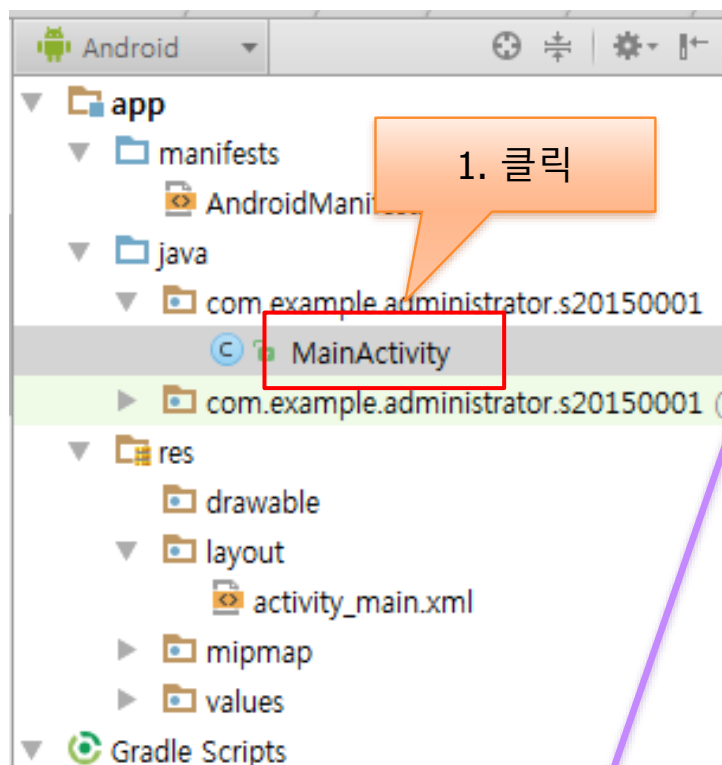 Android
app
manifests
1. 클릭
AndroidManif
java
com.example.administrator.s20150001
MainActivity
com.example.administrator.s20150001 (
res
drawable
layout
activity_main.xml
mipmap
values
Gradle Scripts